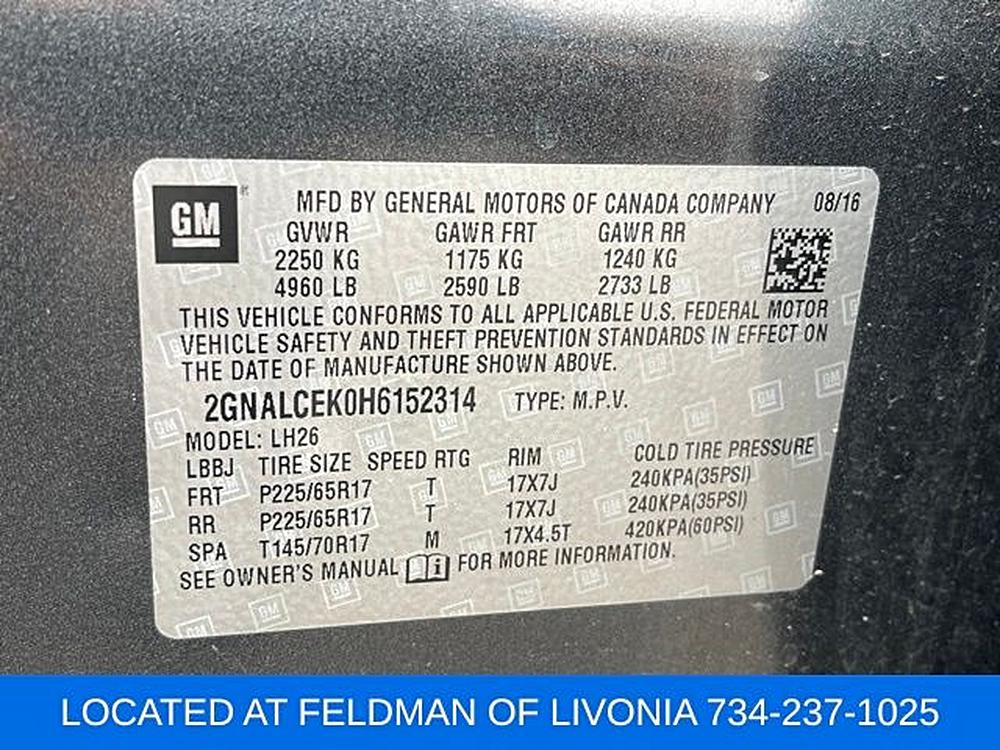 GM
MFD BY GENERAL MOTORS OF CANADA COMPANY 08/16
GVWR GAWR FRT GAWR RR
2250 KG 1175 KG 1240 KG
4960 LB 2590 LB 2733 LB
THIS VEHICLE CONFORMS TO ALL APPLICABLE U.S. FEDERAL MOTOR
VEHICLE SAFETY AND THEFT PREVENTION STANDARDS IN EFFECT ON
THE DATE OF MANUFACTURE SHOWN ABOVE.
2GNALCEK0H6152314 TYPE: M.P.V.
MODEL: LH26
LBBJ TIRE SIZE SPEED RTG RIM COLD TIRE PRESSURE
FRT P225/65R17 T 17X7J 240KPA(35PSI)
RR P225/65R17 T 17X7J 240KPA(35PSI)
SPA T145/70R17 M 17X4.5T 420KPA(60PSI)
SEE OWNER'S MANUAL FOR MORE INFORMATION.
LOCATED AT FELDMAN OF LIVONIA 734-237-1025